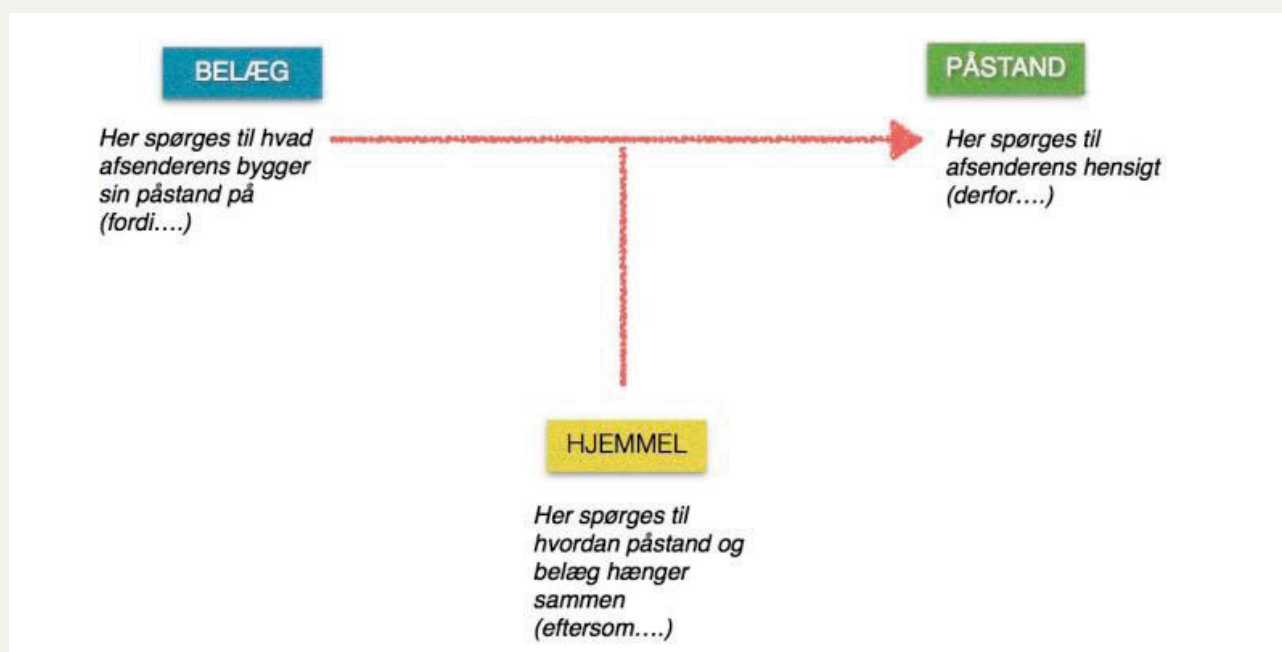 BELÆG
Her spørges til hvad
afsenderens bygger
sin påstand på
(fordi….)
PÅSTAND
Her spørges til
afsenderens hensigt
(derfor….)
HJEMMEL
Her spørges til
hvordan påstand og
belæg hænger
sammen
(eftersom….)